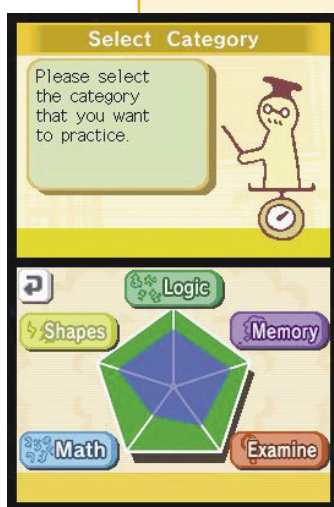 Select Category
Please select
the category
that you want
to practice.
Logic
Shapes
Memory
Math
Examine